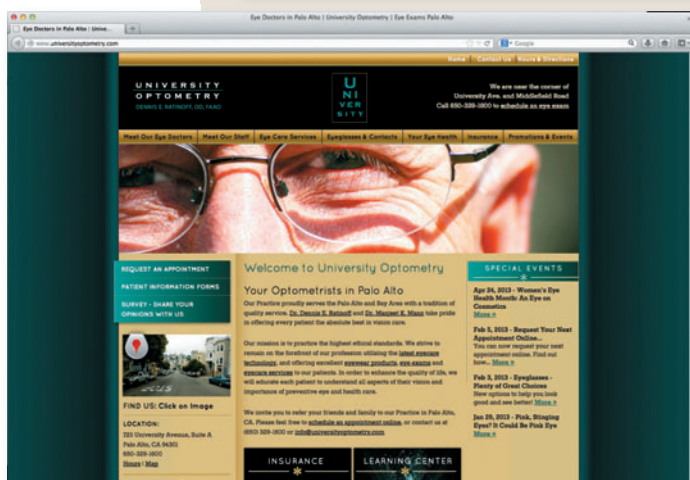 Eye Doctors in Palo Alto | University Optometry | Eye Exams Palo Alto
Eye Doctors in Palo Alto | Unive...
www.universityoptometry.com
Google
Home Contact Us Hours & Directions
UNIVERSITY
OPTOMETRY
DENNIS E. RATINOFF, OD, FAAO
U
NI
VER
SITY
We are near the corner of
University Ave. and Middlefield Road
Call 650-329-1600 to schedule an eye exam
Meet Our Eye Doctors Meet Our Staff Eye Care Services Eyeglasses & Contacts Your Eye Health Insurance Promotions & Events
REQUEST AN APPOINTMENT
PATIENT INFORMATION FORMS
SURVEY - SHARE YOUR
OPINIONS WITH US
FIND US: Click on Image
LOCATION:
725 University Avenue, Suite A
Palo Alto, CA 94301
650-329-1600
Hours | Map
Welcome to University Optometry
Your Optometrists in Palo Alto
Our Practice proudly serves the Palo Alto and Bay Area with a tradition of
quality service. Dr. Dennis E. Ratinoff and Dr. Manjeet K. Mann take pride
in offering every patient the absolute best in vision care.
Our mission is to practice the highest ethical standards. We strive to
remain on the forefront of our profession utilizing the latest eyecare
technology, and offering excellent eyewear products, eye exams and
eyecare services to our patients. In order to enhance the quality of life, we
will educate each patient to understand all aspects of their vision and
importance of preventive eye and health care.
We invite you to refer your friends and family to our Practice in Palo Alto,
CA. Please feel free to schedule an appointment online, or contact us at
(650) 329-1600 or info@universityoptometry.com.
INSURANCE
LEARNING CENTER
SPECIAL EVENTS
Apr 24, 2013 - Women's Eye
Health Month: An Eye on
Cosmetics
More »
Feb 5, 2013 - Request Your Next
Appointment Online...
You can now request your next
appointment online. Find out
how... More »
Feb 3, 2013 - Eyeglasses -
Plenty of Great Choices
New options to help you look
good and see better! More »
Jan 25, 2013 - Pink, Stinging
Eyes? It Could Be Pink Eye
More »